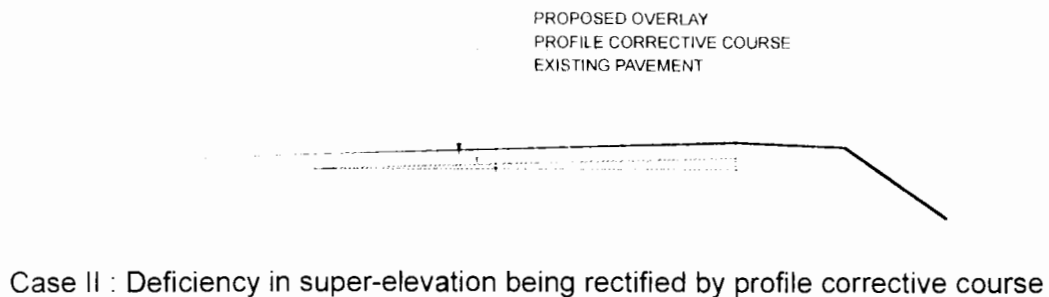 PROPOSED OVERLAY
PROFILE CORRECTIVE COURSE
EXISTING PAVEMENT
Case II : Deficiency in super-elevation being rectified by profile corrective course